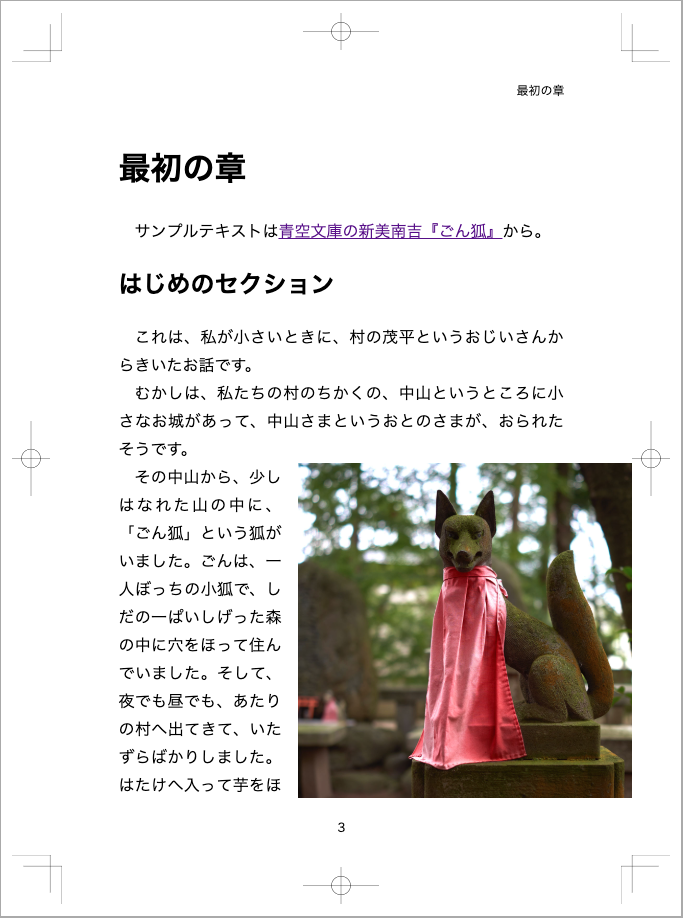 最初の章
最初の章
サンプルテキストは青空文庫の新美南吉『ごん狐』から。
はじめのセクション
これは、私が小さいときに、村の茂平というおじいさんか
らきいたお話です。
むかしは、私たちの村のちかくの、中山というところに小
さなお城があって、中山さまというおとのさまが、おられた
そうです。
その中山から、少し
はなれた山の中に、
「ごん狐」という狐が
いました。ごんは、一
人ぼっちの小狐で、し
だの一ぱいしげった森
の中に穴をほって住ん
でいました。そして、
夜でも昼でも、あたり
の村へ出てきて、いた
ずらばかりしました。
はたけへ入って芋をほ
3